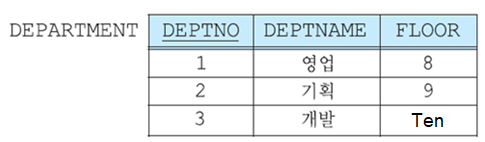 DEPARTMENT DEPTNO DEPTNAME FLOOR
1 영업 8
2 기획 9
3 개발 Ten